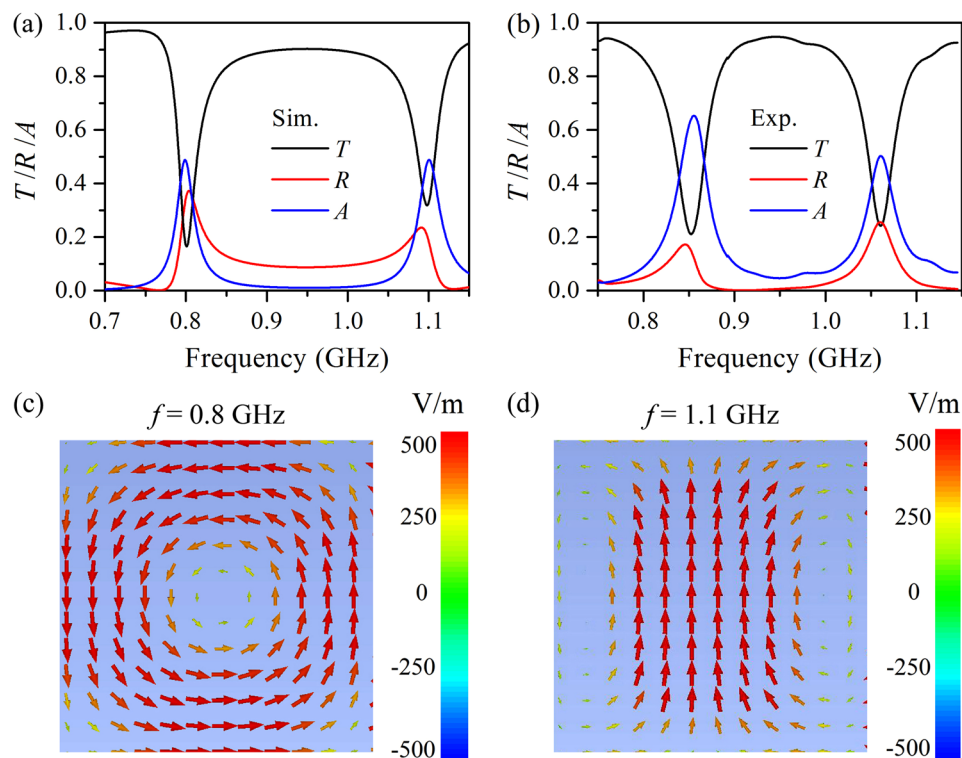 (a)
1.0
0.8
0.6
0.4
0.2
0.0
T/R/A
Sim.
T
R
A
0.7 0.8 0.9 1.0 1.1
Frequency (GHz)
(b)
1.0
0.8
0.6
0.4
0.2
0.0
T/R/A
Exp.
T
R
A
0.8 0.9 1.0 1.1
Frequency (GHz)
(c)
f = 0.8 GHz
V/m
500
250
0
-250
-500
(d)
f = 1.1 GHz
V/m
500
250
0
-250
-500